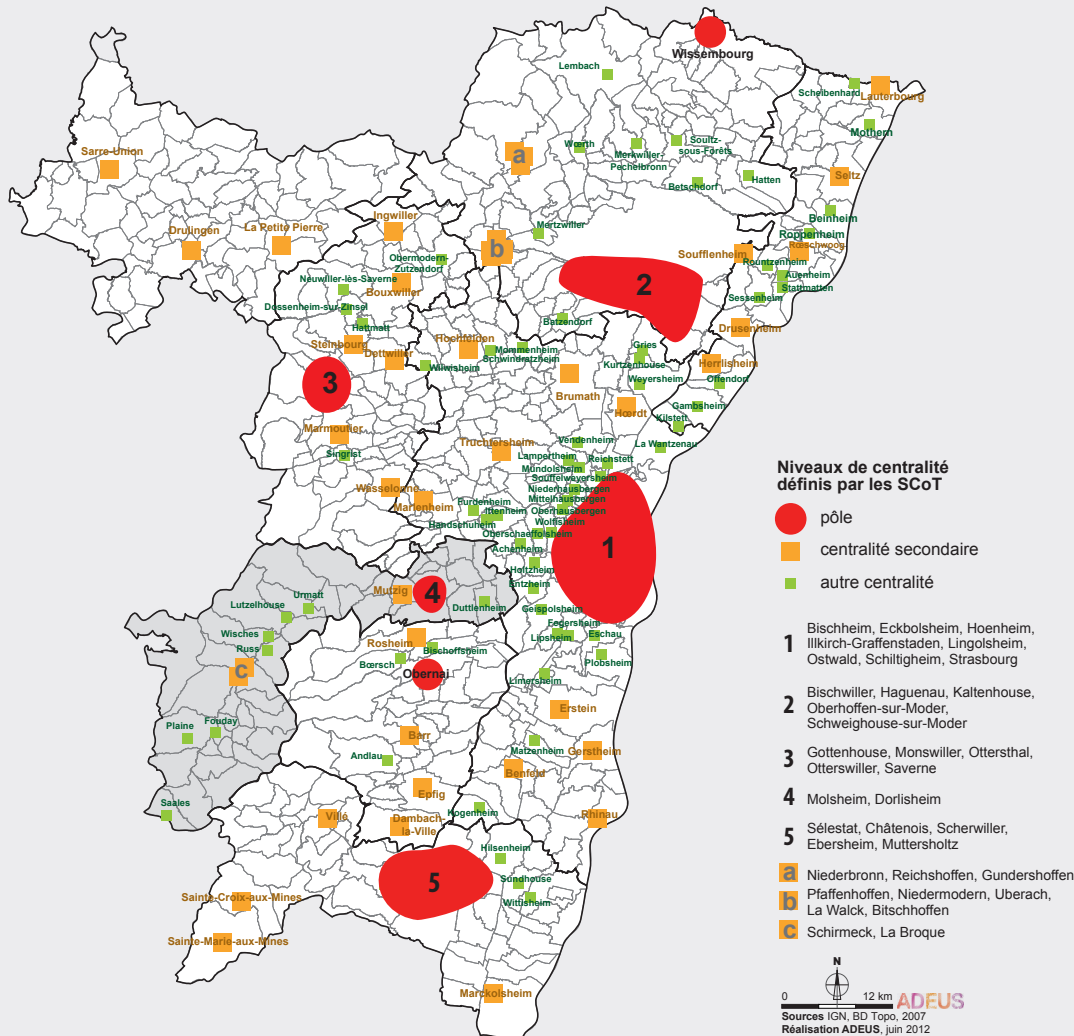 Wissembourg
Lembach
Scheibenhard
Lauterbourg
Mothern
Sarre-Union
a
Wœrth
Merkwiller-
Pechelbronn
Soultz-
sous-Forêts
Hatten
Betschdorf
Seltz
Beinheim
Roppenheim
Rœschwoog
Drulingen
La Petite Pierre
Ingwiller
Mertzwiller
b
Obermodern-
Zutzendorf
Soufflenheim
Rountzenheim
Auenheim
Stattmatten
Sessenheim
Neuwiller-lès-Saverne
Bouxwiller
2
Dossenheim-sur-Zinsel
Hattmatt
Batzendorf
Drusenheim
Steinbourg
Dettwiller
Hochfelden
Mommenheim
Schwindratzheim
Wilwisheim
Gries
Kurtzenhouse
Weyersheim
Herrlisheim
Offendorf
3
Brumath
Hœrdt
Gambsheim
Kilstett
Marmoutier
Singrist
Truchtersheim
Vendenheim
La Wantzenau
Lampertheim
Mundolsheim
Reichstett
Souffelweyersheim
Niederhausbergen
Mittelhausbergen
Oberhausbergen
Wolfisheim
Wasselonne
Marlenheim
Furdenheim
Ittenheim
Handschuheim
Oberschaeffolsheim
Achenheim
1
Holtzheim
Entzheim
Mutzig
4
Duttlenheim
Geispolsheim
Fegersheim
Lipsheim
Eschau
Plobsheim
Limersheim
Urmatt
Lutzelhouse
Wisches
Russ
c
Rosheim
Bischoffsheim
Bœrsch
Obernai
Plaine
Fouday
Saales
Barr
Andlau
Epfig
Dambach-
la-Ville
Erstein
Matzenheim
Gerstheim
Benfeld
Kogenheim
Rhinau
Villé
Hilsenheim
5
Sundhouse
Wittisheim
Sainte-Croix-aux-Mines
Sainte-Marie-aux-Mines
Marckolsheim
Niveaux de centralité
définis par les SCoT
pôle
centralité secondaire
autre centralité
1 Bischheim, Eckbolsheim, Hoenheim,
Illkirch-Graffenstaden, Lingolsheim,
Ostwald, Schiltigheim, Strasbourg
2 Bischwiller, Haguenau, Kaltenhouse,
Oberhoffen-sur-Moder,
Schweighouse-sur-Moder
3 Gottenhouse, Monswiller, Ottersthal,
Otterswiller, Saverne
4 Molsheim, Dorlisheim
5 Sélestat, Châtenois, Scherwiller,
Ebersheim, Muttersholtz
a Niederbronn, Reichshoffen, Gundershoffen
b Pfaffenhoffen, Niedermodern, Uberach,
La Walck, Bitschhoffen
c Schirmeck, La Broque
N
0 12 km ADEUS
Sources IGN, BD Topo, 2007
Réalisation ADEUS, juin 2012